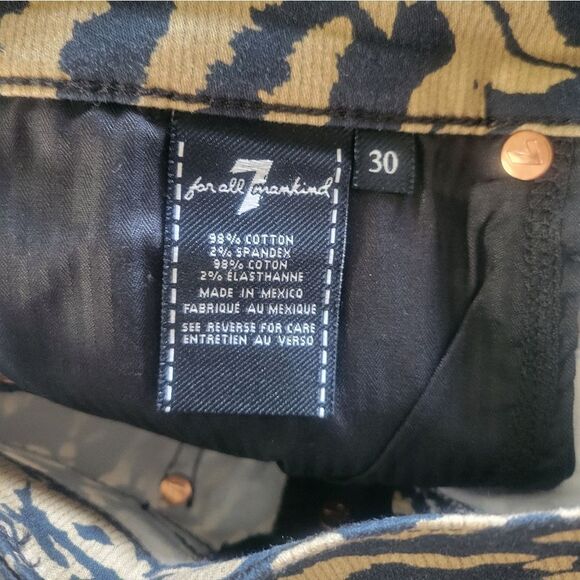 7
for all mankind
30
98% COTTON
2% SPANDEX
98% COTON
2% ÉLASTHANNE
MADE IN MEXICO
FABRIQUÉ AU MEXIQUE
SEE REVERSE FOR CARE
ENTRETIEN AU VERSO